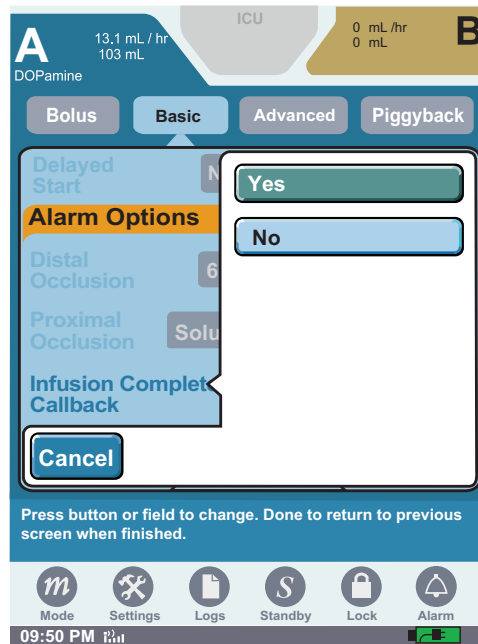 ICU
A
13.1 mL / hr
103 mL
DOPamine
0 mL /hr
0 mL
B
Bolus
Basic
Advanced
Piggyback
Delayed
Start
N
Yes
Alarm Options
No
Distal
Occlusion
6
Proximal
Occlusion
Solu
Infusion Complet
Callback
Cancel
Press button or field to change. Done to return to previous
screen when finished.
m
S
Mode
Settings
Logs
Standby
Lock
Alarm
09:50 PM